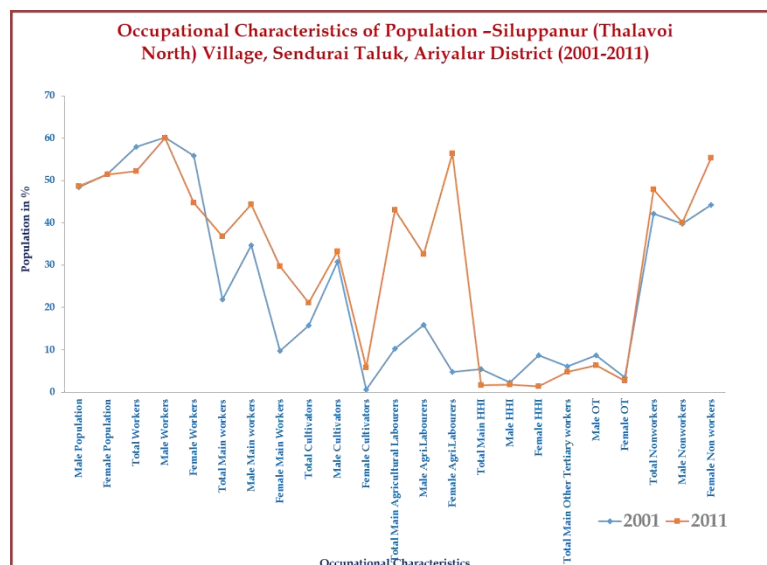 Occupational Characteristics of Population –Siluppanur (Thalavoi
North) Village, Sendurai Taluk, Ariyalur District (2001-2011)
Population in %
70
60
50
40
30
20
10
0
Male Population
Female Population
Total Workers
Male Workers
Female Workers
Total Main workers
Male Main workers
Female Main Workers
Total Cultivators
Male Cultivators
Female Cultivators
Total Main Agricultural Labourers
Male Agri.Labourers
Female Agri.Labourers
Total Main HHI
Male HHI
Female HHI
Total Main Other Tertiary workers
Male OT
Female OT
Total Nonworkers
Male Nonworkers
Female Non workers
2001
2011
Occupational Characteristics